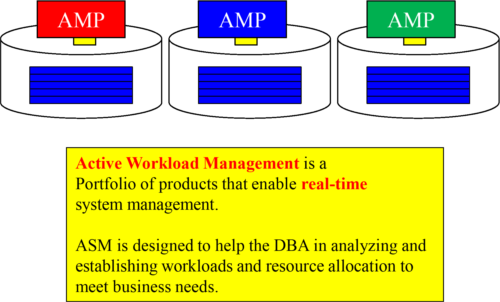 AMP AMP AMP
Active Workload Management is a
Portfolio of products that enable real-time
system management.
ASM is designed to help the DBA in analyzing and
establishing workloads and resource allocation to
meet business needs.